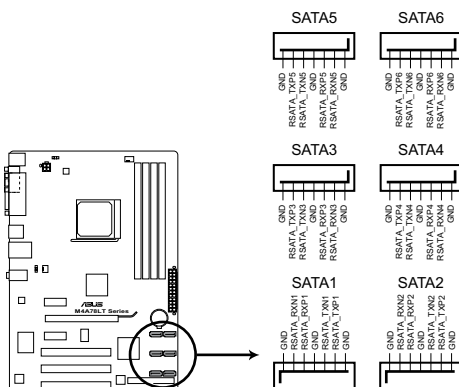 SATA5
SATA6
GND
RSATA_TXP5
RSATA_TXN5
GND
RSATA_RXP5
RSATA_RXN5
GND
GND
RSATA_TXP6
RSATA_TXN6
GND
RSATA_RXP6
RSATA_RXN6
GND
SATA3
SATA4
GND
RSATA_TXP3
RSATA_TXN3
GND
RSATA_RXP3
RSATA_RXN3
GND
GND
RSATA_TXP4
RSATA_TXN4
GND
RSATA_RXP4
RSATA_RXN4
GND
SATA1
SATA2
GND
RSATA_RXN1
RSATA_RXP1
GND
RSATA_TXN1
RSATA_TXP1
GND
GND
RSATA_RXN2
RSATA_RXP2
GND
RSATA_TXN2
RSATA_TXP2
GND
ASUS
M4A78LT Series